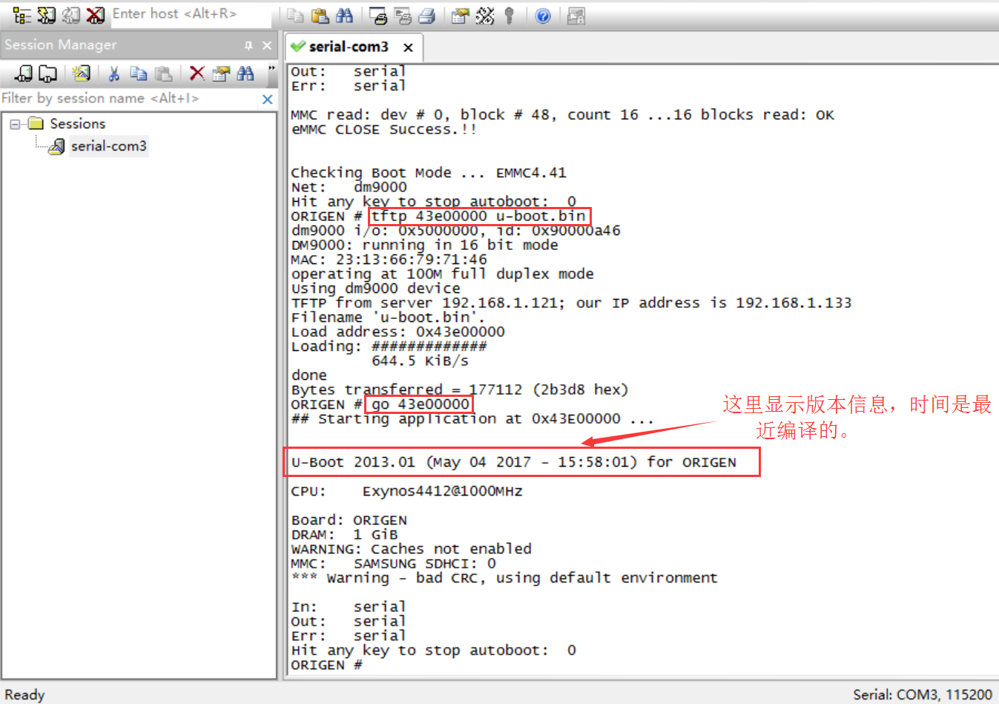 Enter host <Alt+R>
Session Manager
serial-com3
Filter by session name <Alt+I>
Sessions
serial-com3
Out:   serial
Err:   serial
MMC read: dev # 0, block # 48, count 16 ...16 blocks read: OK
eMMC CLOSE Success.!!
Checking Boot Mode ... EMMC4.41
Net:   dm9000
Hit any key to stop autoboot:  0
ORIGEN # tftp 43e00000 u-boot.bin
dm9000 i/o: 0x5000000, id: 0x90000a46
DM9000: running in 16 bit mode
MAC: 23:13:66:79:71:46
operating at 100M full duplex mode
Using dm9000 device
TFTP from server 192.168.1.121; our IP address is 192.168.1.133
Filename 'u-boot.bin'.
Load address: 0x43e00000
Loading: #############
644.5 KiB/s
done
Bytes transferred = 177112 (2b3d8 hex)
ORIGEN # go 43e00000
## Starting application at 0x43E00000 ...
这里显示版本信息，时间是最
近编译的。
U-Boot 2013.01 (May 04 2017 - 15:58:01) for ORIGEN
CPU:    Exynos4412@1000MHz
Board: ORIGEN
DRAM:  1 GiB
WARNING: Caches not enabled
MMC:   SAMSUNG SDHCI: 0
*** Warning - bad CRC, using default environment
In:    serial
Out:   serial
Err:   serial
Hit any key to stop autoboot:  0
ORIGEN #
Ready
Serial: COM3, 115200